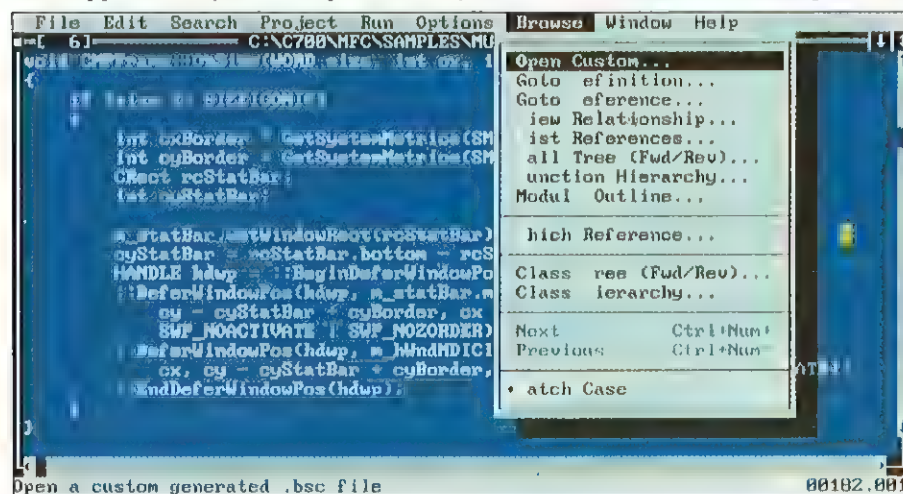 File Edit Search Project Run Options Browse Window Help
[ 6] C:\C700\MFC\SAMPLES\MU
Open Custom...
Goto efinition...
Goto eference...
iew Relationship...
ist References...
all Tree (Fwd/Rev)...
unction Hierarchy...
Modul Outline...
hich Reference...
Class ree (Fwd/Rev)...
Class ierarchy...
Next Ctrl+Num+
Previous Ctrl+Num-
atch Case
{
int cxBorder = GetSystemMetrics(SM
int cyBorder = GetSystemMetrics(SM
CRect rcStatBar;
int cyStatBar;
m_statBar.GetWindowRect(rcStatBar)
cyStatBar = rcStatBar.bottom - rcS
HANDLE hdwp = ::BeginDeferWindowPo
::DeferWindowPos(hdwp, m_statBar.m
cy - cyStatBar + cyBorder, cx
SWP_NOACTIVATE | SWP_NOZORDER)
::DeferWindowPos(hdwp, m_hWndMDICl
cx, cy - cyStatBar + cyBorder,
::EndDeferWindowPos(hdwp);
}
Open a custom generated .bsc file 00182.001